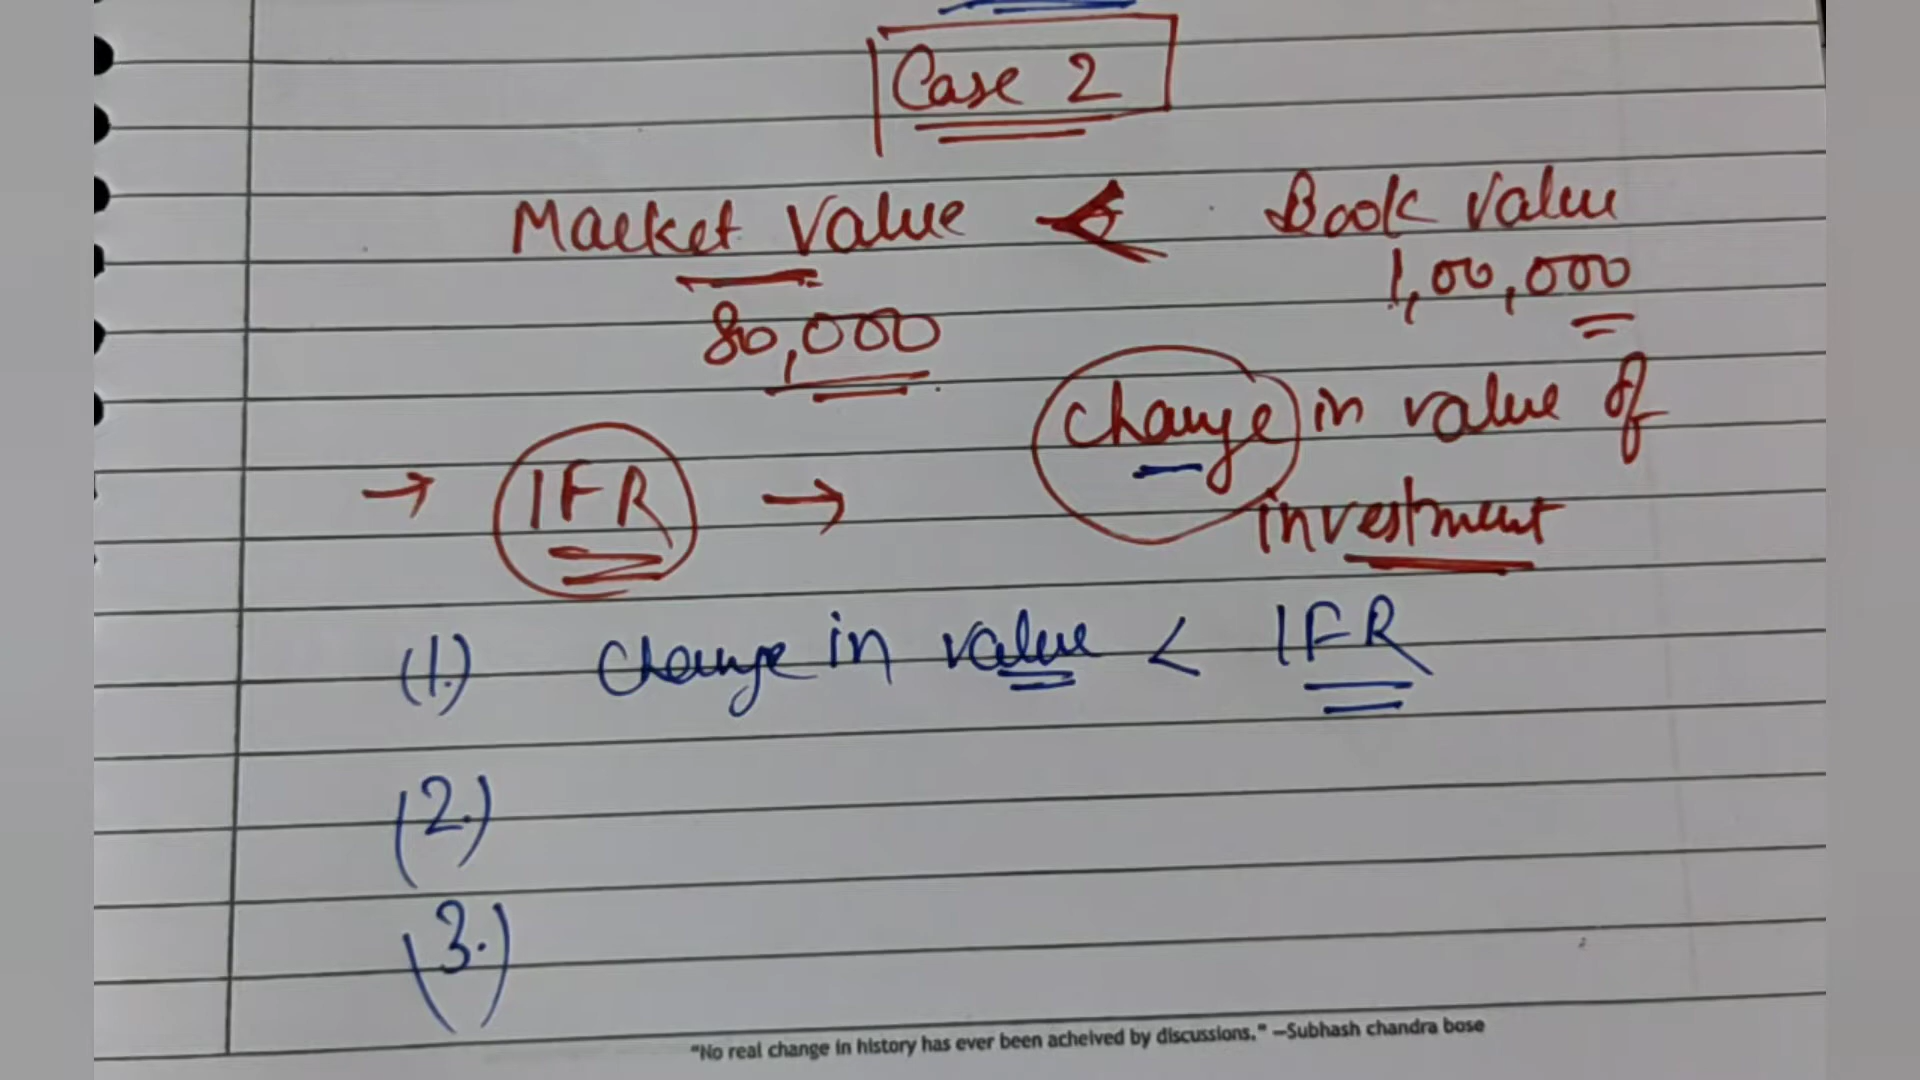 Case 2
Market Value < Book Value
80,000 1,00,000
→ IFR → change in value of
investment
(1.) Change in value < IFR
(2.)
(3.)
"No real change in history has ever been acheived by discussions." —Subhash chandra bose